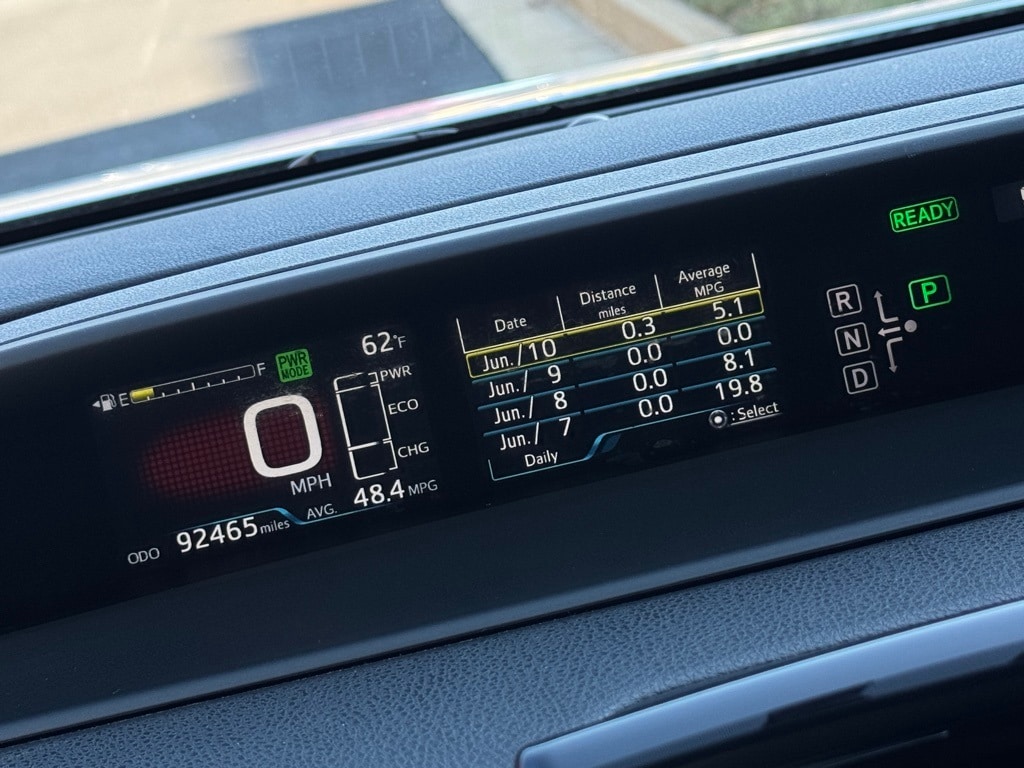 E F
PWR MODE
62°F
PWR
ECO
CHG
0
MPH
ODO 92465 miles
AVG. 48.4 MPG
Date Distance miles Average MPG
Jun./10 0.3 5.1
Jun./ 9 0.0 0.0
Jun./ 8 0.0 8.1
Jun./ 7 0.0 19.8
Daily : Select
READY
R P
N
D